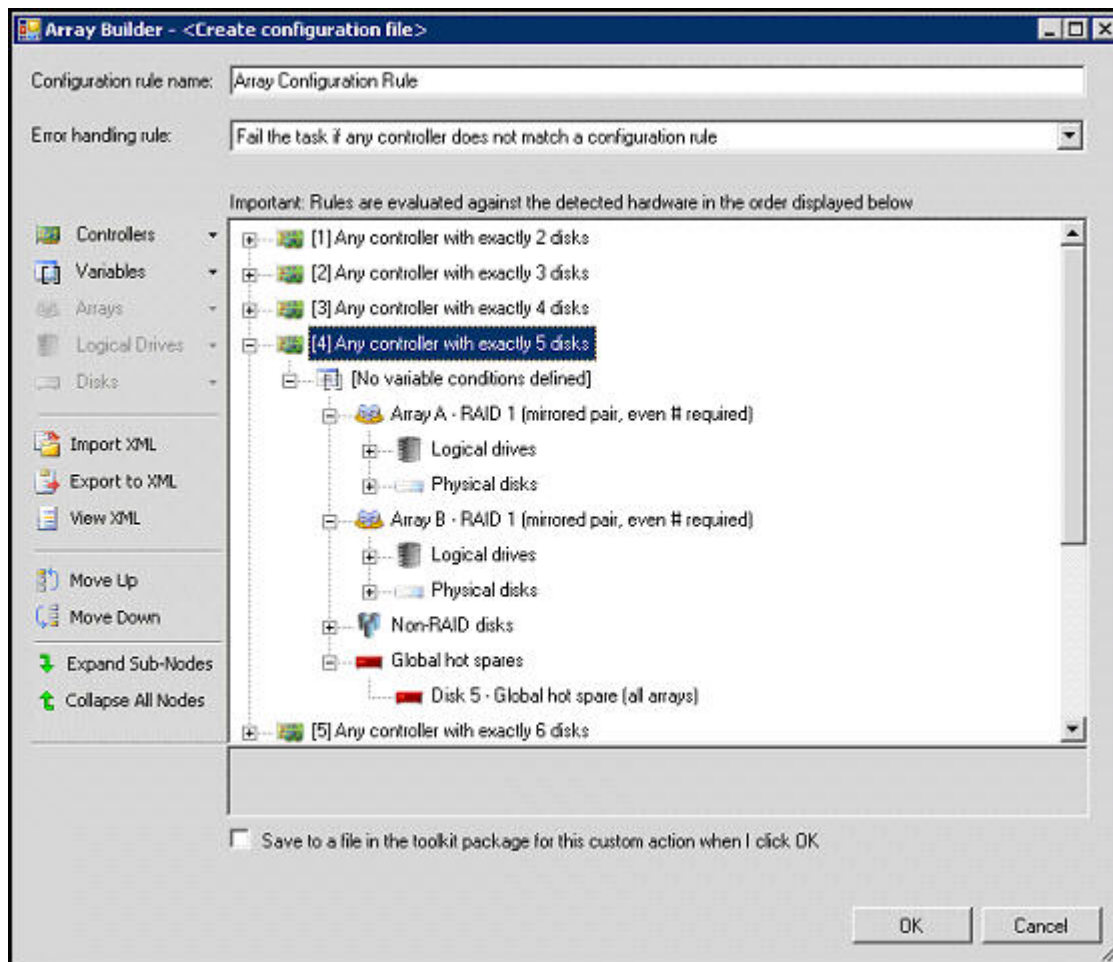 Array Builder - <Create configuration file>
Configuration rule name: Array Configuration Rule
Error handling rule: Fail the task if any controller does not match a configuration rule
Important: Rules are evaluated against the detected hardware in the order displayed below
Controllers
Variables
Arrays
Logical Drives
Disks
Import XML
Export to XML
View XML
Move Up
Move Down
Expand Sub-Nodes
Collapse All Nodes
[1] Any controller with exactly 2 disks
[2] Any controller with exactly 3 disks
[3] Any controller with exactly 4 disks
[4] Any controller with exactly 5 disks
[No variable conditions defined]
Array A - RAID 1 (mirrored pair, even # required)
Logical drives
Physical disks
Array B - RAID 1 (mirrored pair, even # required)
Logical drives
Physical disks
Non-RAID disks
Global hot spares
Disk 5 - Global hot spare (all arrays)
[5] Any controller with exactly 6 disks
Save to a file in the toolkit package for this custom action when I click OK
OK
Cancel